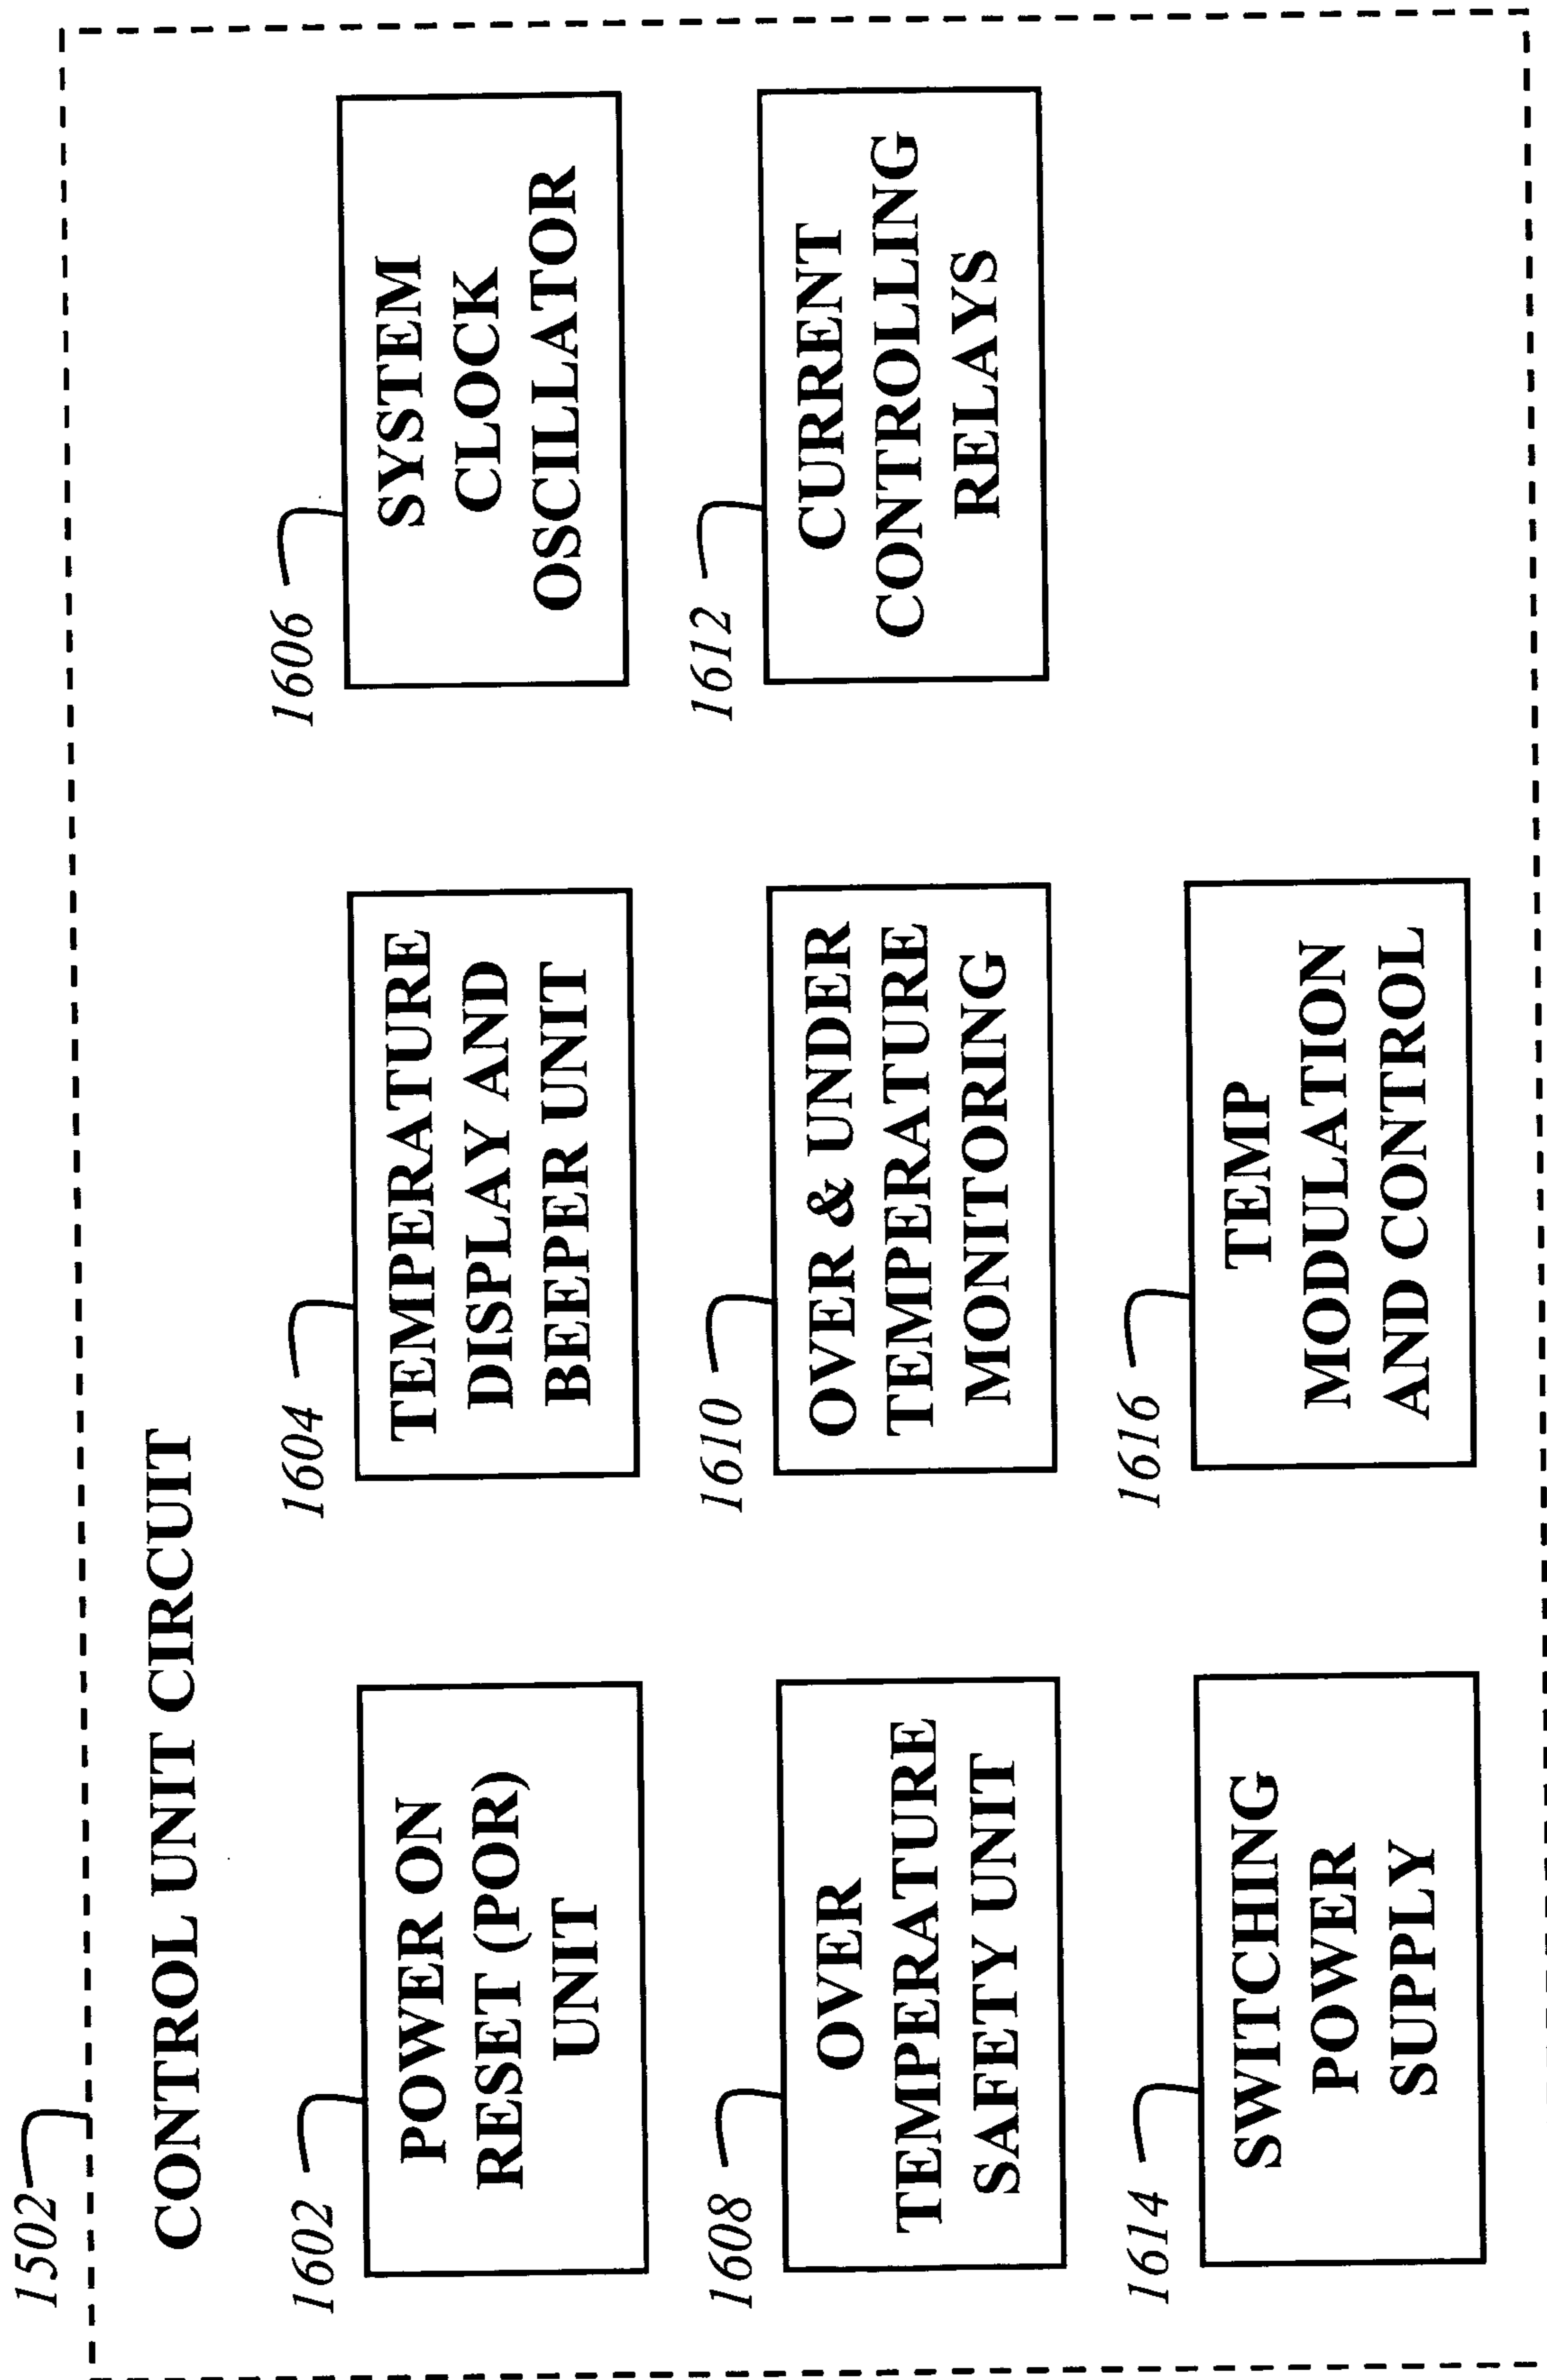 1502
CONTROL UNIT CIRCUIT
1602
POWER ON
RESET (POR)
UNIT
1604
TEMPERATURE
DISPLAY AND
BEEPER UNIT
1606
SYSTEM
CLOCK
OSCILLATOR
1608
OVER
TEMPERATURE
SAFETY UNIT
1610
OVER & UNDER
TEMPERATURE
MONITORING
1612
CURRENT
CONTROLLING
RELAYS
1614
SWITCHING
POWER
SUPPLY
1616
TEMP
MODULATION
AND CONTROL